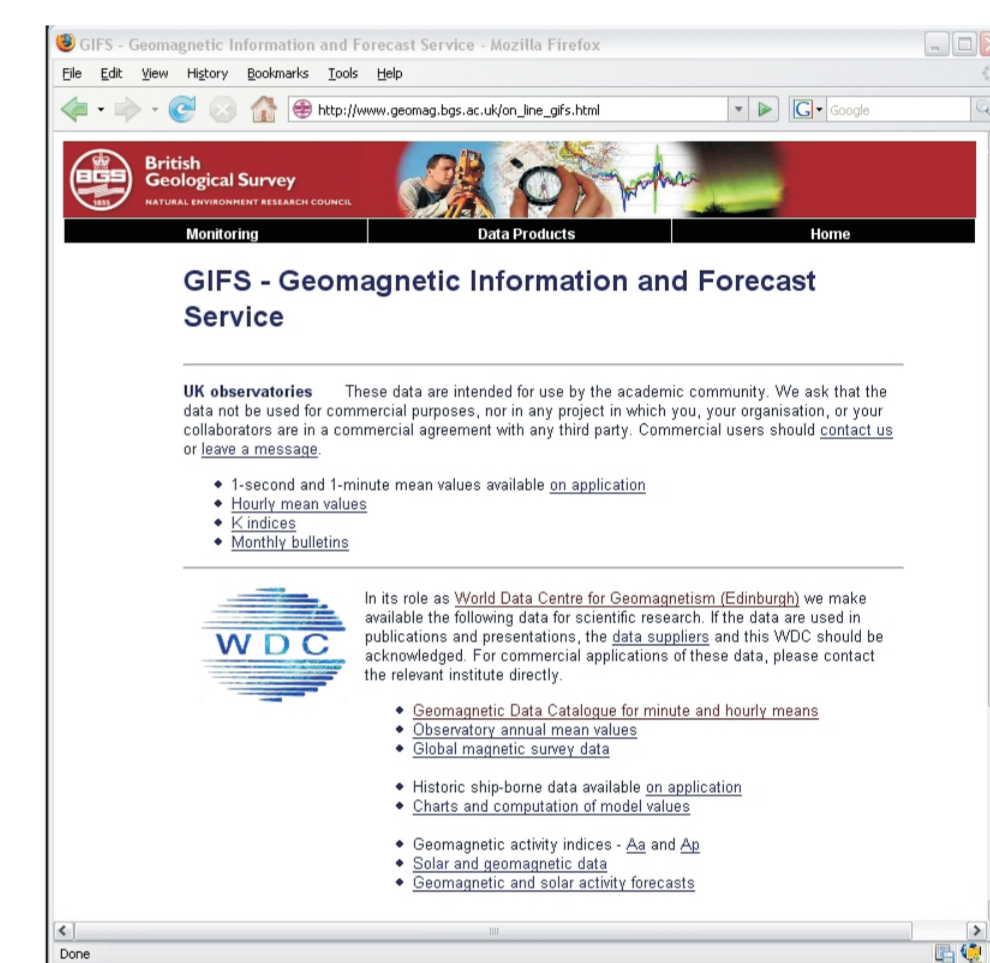 GIFS - Geomagnetic Information and Forecast Service - Mozilla Firefox
File Edit View History Bookmarks Tools Help
http://www.geomag.bgs.ac.uk/on_line_gifs.html
G Google
BGS
1835
British
Geological Survey
NATURAL ENVIRONMENT RESEARCH COUNCIL
Monitoring Data Products Home
GIFS - Geomagnetic Information and Forecast
Service
UK observatories These data are intended for use by the academic community. We ask that the
data not be used for commercial purposes, nor in any project in which you, your organisation, or your
collaborators are in a commercial agreement with any third party. Commercial users should contact us
or leave a message.
1-second and 1-minute mean values available on application
Hourly mean values
K indices
Monthly bulletins
WDC
In its role as World Data Centre for Geomagnetism (Edinburgh) we make
available the following data for scientific research. If the data are used in
publications and presentations, the data suppliers and this WDC should be
acknowledged. For commercial applications of these data, please contact
the relevant institute directly.
Geomagnetic Data Catalogue for minute and hourly means
Observatory annual mean values
Global magnetic survey data
Historic ship-borne data available on application
Charts and computation of model values
Geomagnetic activity indices - Aa and Ap
Solar and geomagnetic data
Geomagnetic and solar activity forecasts
Done